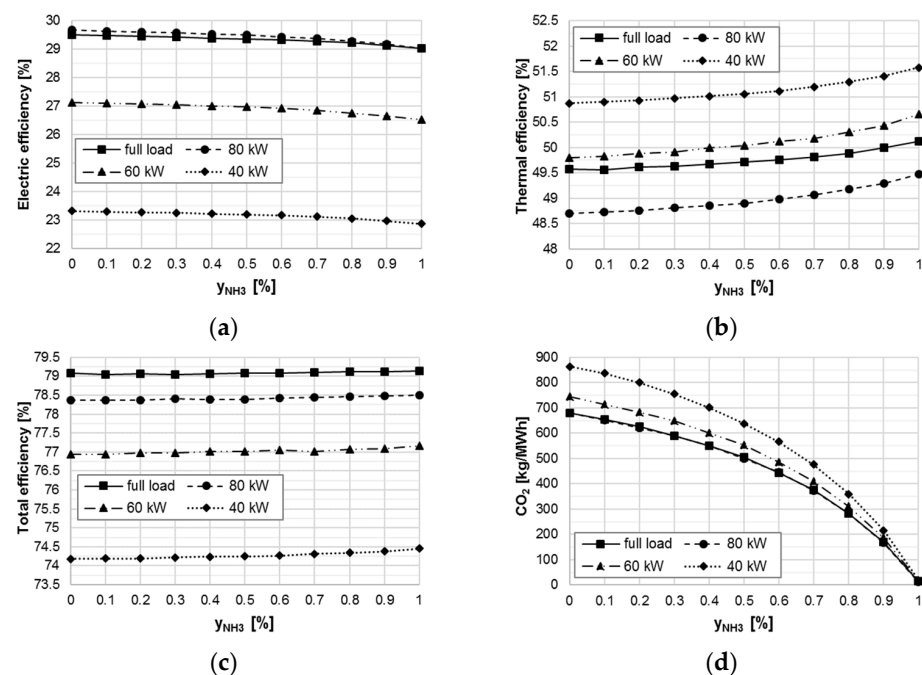 30
29
28
27
26
25
24
23
22
Electric efficiency [%]
full load 80 kW
60 kW 40 kW
0 0.1 0.2 0.3 0.4 0.5 0.6 0.7 0.8 0.9 1
yNH3 [%]
(a)
52.5
52
51.5
51
50.5
50
49.5
49
48.5
48
Thermal efficiency [%]
full load 80 kW
60 kW 40 kW
0 0.1 0.2 0.3 0.4 0.5 0.6 0.7 0.8 0.9 1
yNH3 [%]
(b)
79.5
79
78.5
78
77.5
77
76.5
76
75.5
75
74.5
74
73.5
Total efficiency [%]
full load 80 kW
60 kW 40 kW
0 0.1 0.2 0.3 0.4 0.5 0.6 0.7 0.8 0.9 1
yNH3 [%]
(c)
900
800
700
600
500
400
300
200
100
0
CO2 [kg/MWh]
full load 80 kW
60 kW 40 kW
0 0.1 0.2 0.3 0.4 0.5 0.6 0.7 0.8 0.9 1
yNH3 [%]
(d)